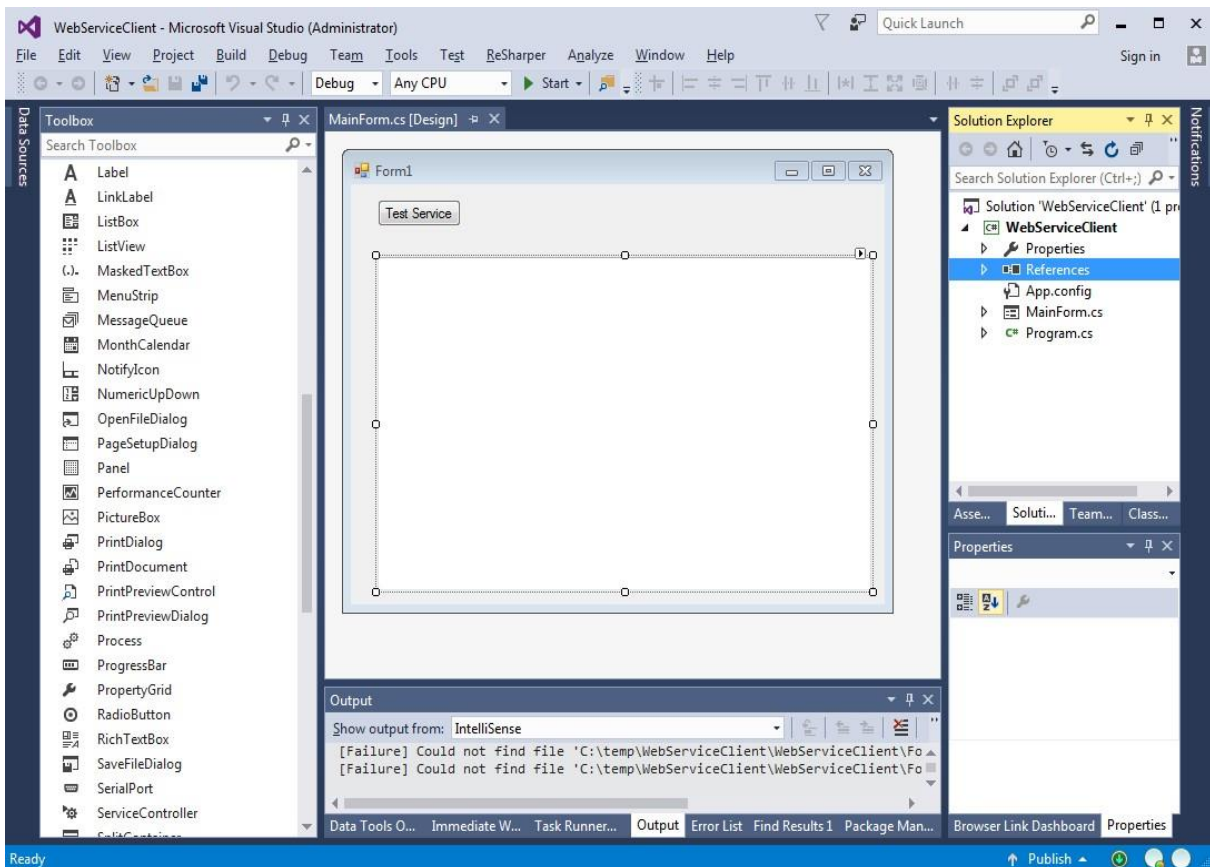 WebServiceClient - Microsoft Visual Studio (Administrator)
Quick Launch
File Edit View Project Build Debug Team Tools Test ReSharper Analyze Window Help
Sign in
Debug Any CPU Start
Data Sources
Toolbox
Search Toolbox
Label
LinkLabel
ListBox
ListView
MaskedTextBox
MenuStrip
MessageQueue
MonthCalendar
NotifyIcon
NumericUpDown
OpenFileDialog
PageSetupDialog
Panel
PerformanceCounter
PictureBox
PrintDialog
PrintDocument
PrintPreviewControl
PrintPreviewDialog
Process
ProgressBar
PropertyGrid
RadioButton
RichTextBox
SaveFileDialog
SerialPort
ServiceController
MainForm.cs [Design]
Form1
Test Service
Output
Show output from: IntelliSense
[Failure] Could not find file 'C:\temp\WebServiceClient\WebServiceClient\Fo
[Failure] Could not find file 'C:\temp\WebServiceClient\WebServiceClient\Fo
Data Tools O... Immediate W... Task Runner... Output Error List Find Results 1 Package Man...
Solution Explorer
Search Solution Explorer (Ctrl+;)
Solution 'WebServiceClient' (1 pr
WebServiceClient
Properties
References
App.config
MainForm.cs
Program.cs
Asse... Soluti... Team... Class...
Properties
Browser Link Dashboard Properties
Notifications
Ready
Publish